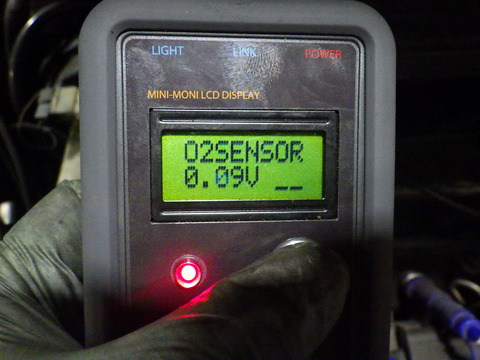 LIGHT LINK POWER
MINI-MONI LCD DISPLAY
O2SENSOR
0.09V __